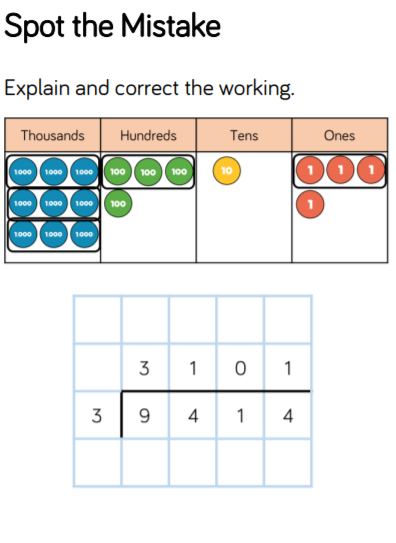 Spot the Mistake
Explain and correct the working.
Thousands Hundreds Tens Ones
1000 1000 1000 100 100 100 10 1 1 1
1000 1000 1000 100 1
1000 1000 1000
3 1 0 1
3 9 4 1 4